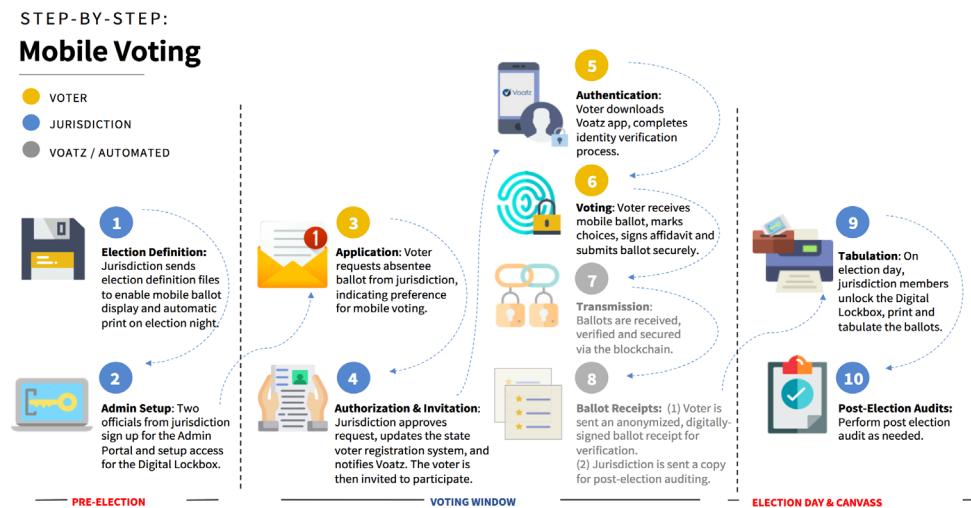 STEP-BY-STEP:
Mobile Voting
VOTER
JURISDICTION
VOATZ / AUTOMATED
1
Election Definition:
Jurisdiction sends
election definition files
to enable mobile ballot
display and automatic
print on election night.
2
Admin Setup: Two
officials from jurisdiction
sign up for the Admin
Portal and setup access
for the Digital Lockbox.
PRE-ELECTION
1
3
Application: Voter
requests absentee
ballot from jurisdiction,
indicating preference
for mobile voting.
4
Authorization & Invitation:
Jurisdiction approves
request, updates the state
voter registration system, and
notifies Voatz. The voter is
then invited to participate.
Voatz
5
Authentication:
Voter downloads
Voatz app, completes
identity verification
process.
6
Voting: Voter receives
mobile ballot, marks
choices, signs affidavit and
submits ballot securely.
7
Transmission:
Ballots are received,
verified and secured
via the blockchain.
8
Ballot Receipts: (1) Voter is
sent an anonymized, digitally-
signed ballot receipt for
verification.
(2) Jurisdiction is sent a copy
for post-election auditing.
VOTING WINDOW
9
Tabulation: On
election day,
jurisdiction members
unlock the Digital
Lockbox, print and
tabulate the ballots.
10
Post-Election Audits:
Perform post election
audit as needed.
ELECTION DAY & CANVASS